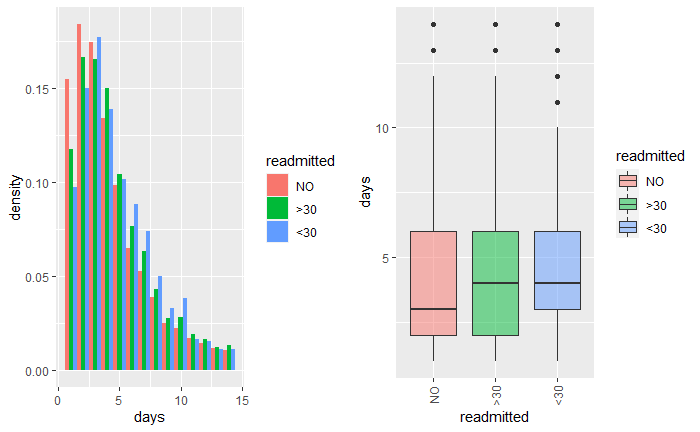 density
0.15
0.10
0.05
0.00
0
5
10
15
days
readmitted
NO
>30
<30
days
10
5
NO
>30
<30
readmitted
readmitted
NO
>30
<30